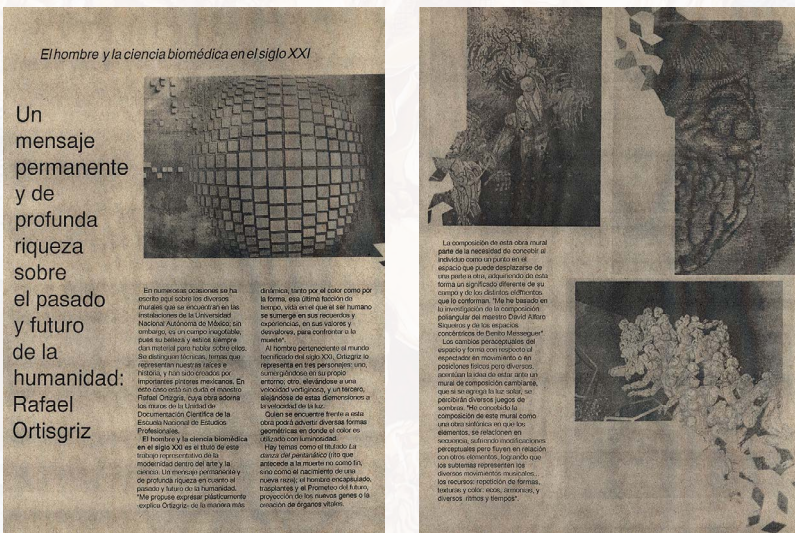 El hombre y la ciencia biomédica en el siglo XXI
Un
mensaje
permanente
y de
profunda
riqueza
sobre
el pasado
y futuro
de la
humanidad:
Rafael
Ortisgriz
En numerosas ocasiones se ha
escrito aquí sobre los diversos
murales que se encuentran en las
instalaciones de la Universidad
Nacional Autónoma de México; sin
embargo, es un campo inagotable,
pues su belleza y estilos siempre
dan material para hablar sobre ellos.
Se distinguen técnicas, temas que
representan nuestras raíces e
historia, y han sido creados por
importantes pintores mexicanos. En
este caso está sin duda el maestro
Rafael Ortizgris, cuya obra adorna
los muros de la Unidad de
Documentación Científica de la
Escuela Nacional de Estudios
Profesionales.
El hombre y la ciencia biomédica
en el siglo XXI es el título de este
trabajo representativo de la
modernidad dentro del arte y la
ciencia. Un mensaje permanente y
de profunda riqueza en cuanto al
pasado y futuro de la humanidad.
"Me propuse expresar plásticamente
-explica Ortizgriz- de la manera más
dinámica, tanto por el color como por
la forma, esa última fracción de
tiempo, vida en el que el ser humano
se sumerge en sus recuerdos y
experiencias, en sus valores y
desvalores, para confrontar a la
muerte".
Al hombre perteneciente al mundo
tecnificado del siglo XXI, Ortizgriz lo
representa en tres personajes: uno,
sumergiéndose en su propio
entorno; otro, elevándose a una
velocidad vertiginosa, y un tercero,
alejándose de estas dimensiones a
la velocidad de la luz.
Quien se encuentre frente a esta
obra podrá advertir diversas formas
geométricas en donde el color es
utilizado con luminosidad.
Hay temas como el titulado La
danza del pentanático (rito que
antecede a la muerte no como fin,
sino como el nacimiento de una
nueva raza); el hombre encapsulado,
trasplantes y el Prometeo del futuro,
proyección de los nuevos genes o la
creación de órganos vitales.
La composición de esta obra mural
parte de la necesidad de concebir al
individuo como un punto en el
espacio que puede desplazarse de
una parte a otra, adquiriendo de esta
forma un significado diferente de su
cuerpo y de los distintos elementos
que lo conforman. "Me he basado en
la investigación de la composición
poliangular del maestro David Alfaro
Siqueiros y de los espacios
concéntricos de Benito Messeguer".
Los cambios perceptuales del
espacio y forma con respecto al
espectador en movimiento o en
posiciones físicas pero diversas,
acentúan la idea de estar ante un
mural de composición cambiante,
que si se agrega la luz solar, se
percibirán diversos juegos de
sombras. "He concebido la
composición de este mural como
una obra sinfónica en que los
elementos, se relacionen en
secuencia, sufriendo modificaciones
perceptuales pero fluyen en relación
con otros elementos, logrando que
los subtemas representen los
diversos movimientos musicales,
los recursos: repetición de formas,
texturas y color: ecos, armonías, y
diversos ritmos y tiempos".